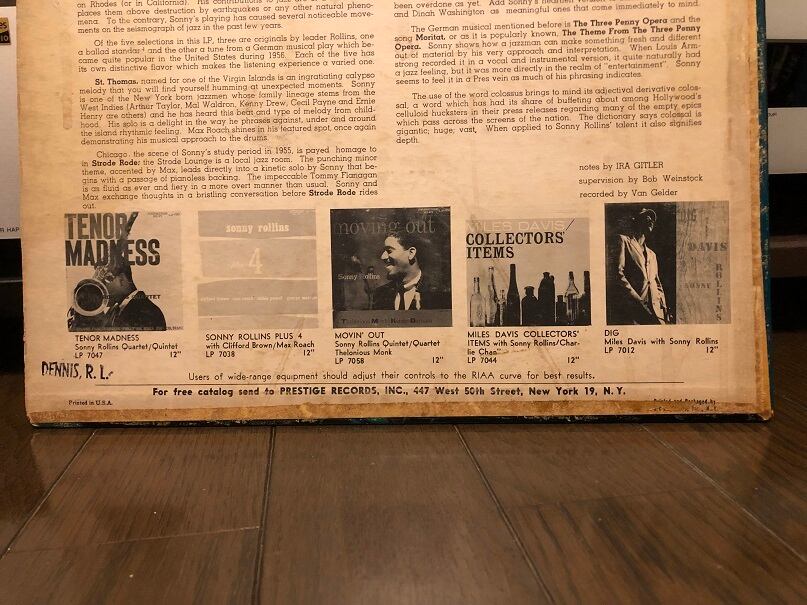 on Rhodes (or in California). His contributions to jazz
places above destruction by earthquakes or any other natural pheno-
mena. To the contrary, Sonny's playing has caused several noticeable move-
ments on the seismograph of jazz in the past few years.
Of the five selections in this LP, three are originals by leader Rollins, one
a ballad standard and the other a tune from a German musical play which be-
came quite popular in the United States during 1956. Each of the five has
its own distinctive flavor which makes the listening experience a varied one.
St. Thomas, named for one of the Virgin Islands is an ingratiating calypso
melody that you will find yourself humming at unexpected moments. Sonny
is one of the New York born jazzmen whose family lineage stems from the
West Indies (Arthur Taylor, Mal Waldron, Kenny Drew, Cecil Payne and Ernie
Henry are others) and he has heard this beat and type of melody from child-
hood. His solo is a delight in the way he phrases against, under and around
the island rhythmic feeling. Max Roach shines in his featured spot, once again
demonstrating his musical approach to the drums.
Chicago, the scene of Sonny's study period in 1955, is payed homage to
in Strode Rode: the Strode Lounge is a local jazz room. The punching minor
theme, accented by Max, leads directly into a kinetic solo by Sonny that be-
gins with a passage of pianoless backing. The impeccable Tommy Flanagan
is as fluid as ever and fiery in a more overt manner than usual. Sonny and
Max exchange thoughts in a bristling conversation before Strode Rode rides
out.
been overdone as yet. Add Sonny's
and Dinah Washington as meaningful ones that come immediately to mind.
The German musical mentioned before is The Three Penny Opera and the
song Moritat, or as it is popularly known, The Theme From The Three Penny
Opera. Sonny shows how a jazzman can make something fresh and different
out of material by his very approach and interpretation. When Louis Arm-
strong recorded it in a vocal and instrumental version, it quite naturally had
a jazz feeling, but it was more directly in the realm of "entertainment". Sonny
seems to feel it in a Pres vein as much of his phrasing indicates.
The use of the word colossus brings to mind its adjectival derivative colos-
sal, a word which has had its share of buffeting about among Hollywood's
celluloid hucksters in their press releases regarding many of the empty epics
which pass across the screens of the nation. The dictionary says colossal is
gigantic; huge; vast. When applied to Sonny Rollins' talent it also signifies
depth.
notes by IRA GITLER
supervision by Bob Weinstock
recorded by Van Gelder
TENOR
MADNESS
sonny rollins
4
moving out
Sonny Rollins
MILES DAVIS
COLLECTORS'
ITEMS
DIG
DAVIS
SONNY
ROLLINS
TENOR MADNESS
Sonny Rollins Quartet/Quintet
LP 7047 12"
SONNY ROLLINS PLUS 4
with Clifford Brown/Max Roach
LP 7038 12"
MOVIN' OUT
Sonny Rollins Quintet/Quartet
Thelonious Monk
LP 7058 12"
MILES DAVIS COLLECTORS'
ITEMS with Sonny Rollins/Char-
lie Chan
LP 7044 12"
DIG
Miles Davis with Sonny Rollins
LP 7012 12"
DENNIS, R. L.
Users of wide-range equipment should adjust their controls to the RIAA curve for best results.
For free catalog send to PRESTIGE RECORDS, INC., 447 West 50th Street, New York 19, N. Y.
Printed in U.S.A.
Printed and Packaged by